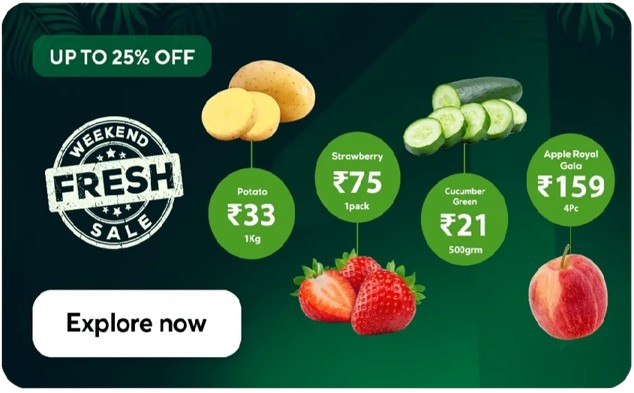 UP TO 25% OFF
WEEKEND
FRESH
SALE
Explore now
Potato
₹33
1Kg
Strawberry
₹75
1pack
Cucumber
Green
₹21
500grm
Apple Royal
Gala
₹159
4Pc